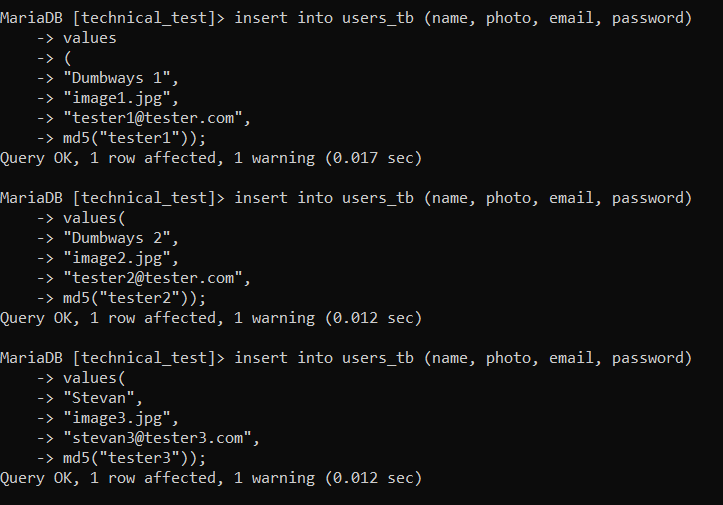 MariaDB [technical_test]> insert into users_tb (name, photo, email, password)
    -> values
    -> (
    -> "Dumbways 1",
    -> "image1.jpg",
    -> "tester1@tester.com",
    -> md5("tester1"));
Query OK, 1 row affected, 1 warning (0.017 sec)

MariaDB [technical_test]> insert into users_tb (name, photo, email, password)
    -> values(
    -> "Dumbways 2",
    -> "image2.jpg",
    -> "tester2@tester.com",
    -> md5("tester2"));
Query OK, 1 row affected, 1 warning (0.012 sec)

MariaDB [technical_test]> insert into users_tb (name, photo, email, password)
    -> values(
    -> "Stevan",
    -> "image3.jpg",
    -> "stevan3@tester3.com",
    -> md5("tester3"));
Query OK, 1 row affected, 1 warning (0.012 sec)